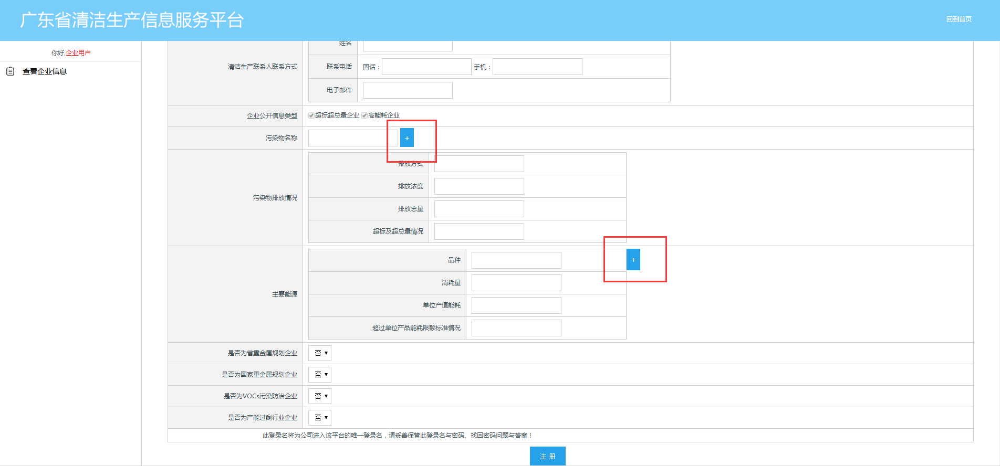 广东省清洁生产信息服务平台
回到首页
你好,企业用户
查看企业信息
姓名
清洁生产联系人联系方式
联系电话 固话： 手机：
电子邮件
企业公开信息类型 超标超总量企业 高能耗企业
污染物名称 +
污染物排放情况
排放方式
排放浓度
排放总量
超标及超总量情况
主要能源
品种 +
消耗量
单位产值能耗
超过单位产品能耗限额标准情况
是否为省重金属规划企业 否
是否为国家重金属规划企业 否
是否为VOCs污染防治企业 否
是否为产能过剩行业企业 否
此登录名将为公司进入该平台的唯一登录名，请妥善保管此登录名与密码、找回密码问题与答案！
注 册